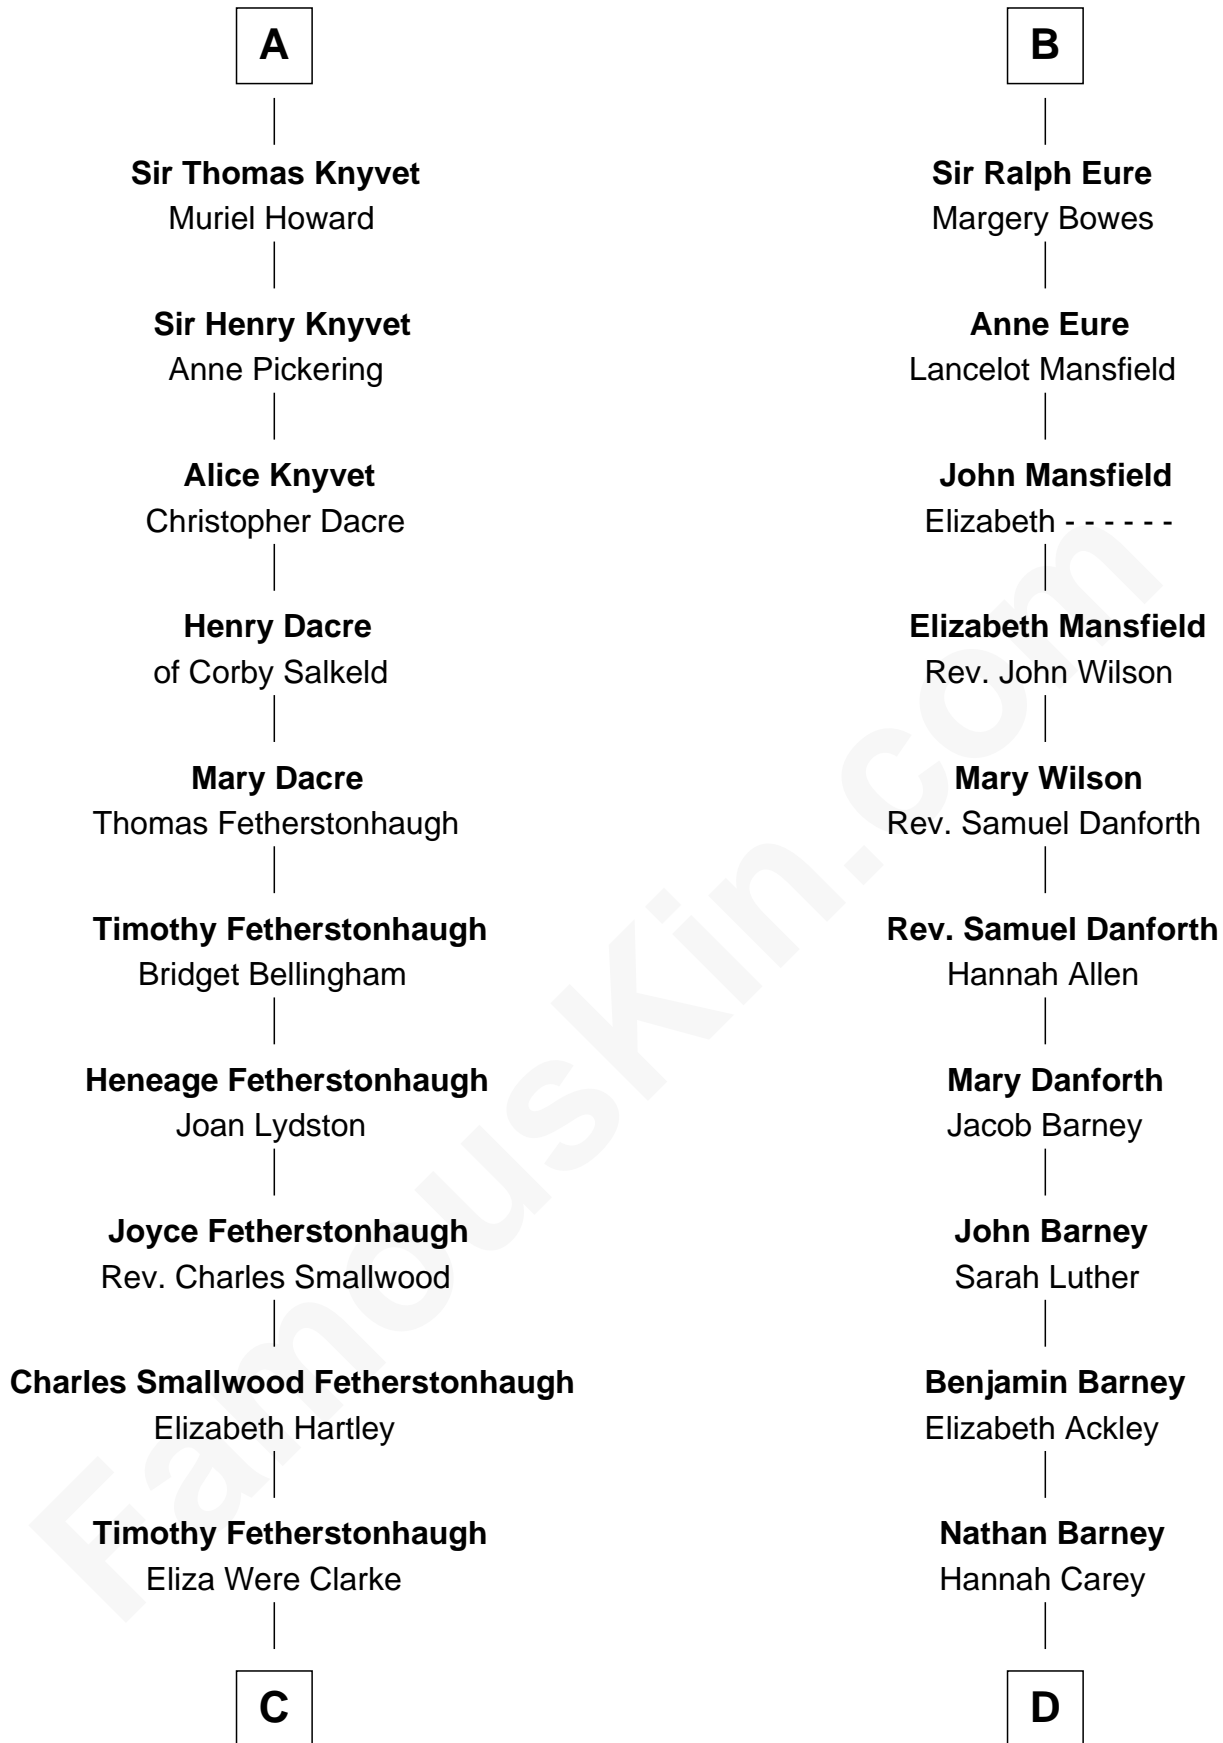 A
Sir Thomas Knyvet
Muriel Howard
Sir Henry Knyvet
Anne Pickering
Alice Knyvet
Christopher Dacre
Henry Dacre
of Corby Salkeld
Mary Dacre
Thomas Fetherstonhaugh
Timothy Fetherstonhaugh
Bridget Bellingham
Heneage Fetherstonhaugh
Joan Lydston
Joyce Fetherstonhaugh
Rev. Charles Smallwood
Charles Smallwood Fetherstonhaugh
Elizabeth Hartley
Timothy Fetherstonhaugh
Eliza Were Clarke
C
B
Sir Ralph Eure
Margery Bowes
Anne Eure
Lancelot Mansfield
John Mansfield
Elizabeth - - - - - -
Elizabeth Mansfield
Rev. John Wilson
Mary Wilson
Rev. Samuel Danforth
Rev. Samuel Danforth
Hannah Allen
Mary Danforth
Jacob Barney
John Barney
Sarah Luther
Benjamin Barney
Elizabeth Ackley
Nathan Barney
Hannah Carey
D
FamousKin.com